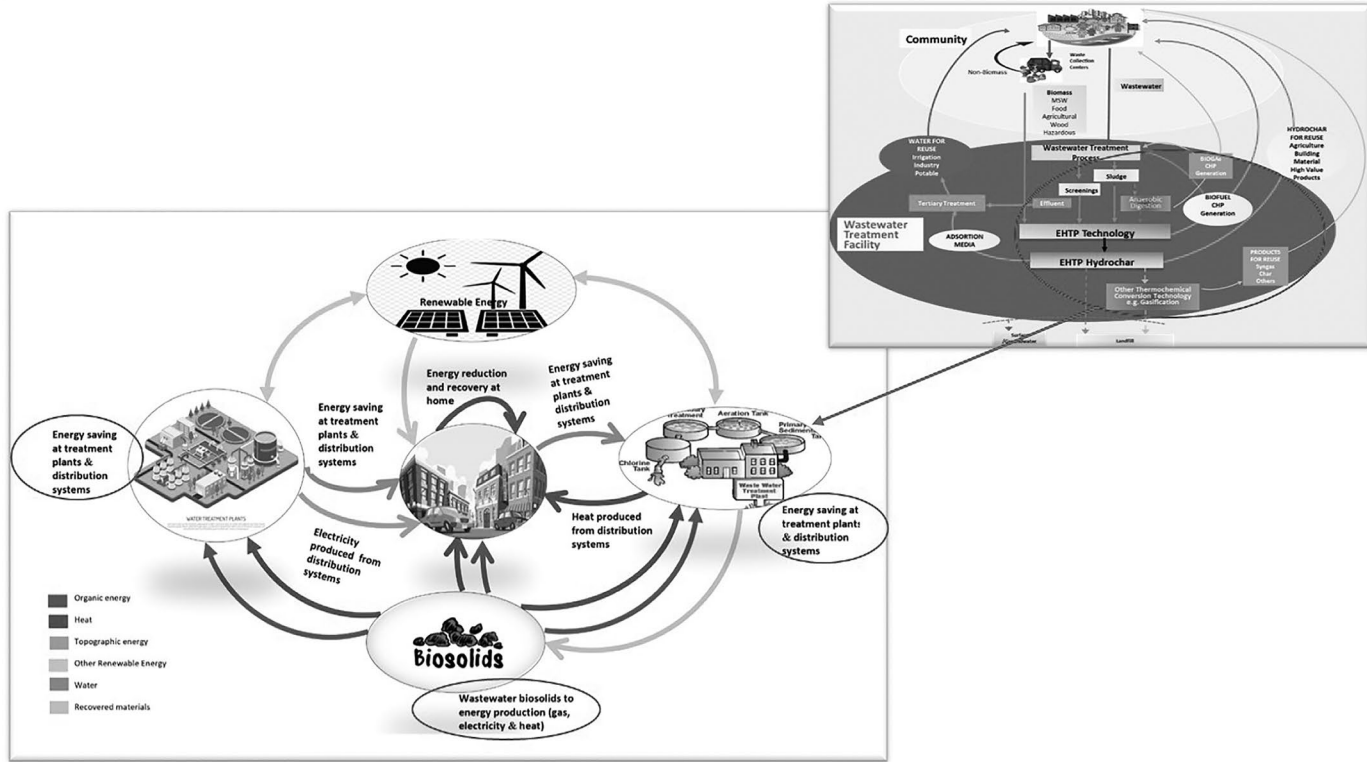 Community
Non-Biomass
Waste
Collection
Centers
Biomass
MSW
Food
Agricultural
Wood
Hazardous
Wastewater
WATER FOR
REUSE
Irrigation
Industry
Potable
Wastewater Treatment
Process
Sludge
Screenings
BIOGAs
CHP
Generation
HYDROCHAR
FOR REUSE
Agriculture
Building
Material
High Value
Products
Tertiary Treatment
Effluent
Anaerobic
Digestion
BIOFUEL
CHP
Generation
Wastewater
Treatment
Facility
ADSORTION
MEDIA
EHTP Technology
EHTP Hydrochar
PRODUCTS
FOR REUSE
Syngas
Char
Others
Other Thermochemical
Conversion Technology
e.g. Gasification
Landfill
Renewable Energy
Energy reduction
and recovery at
home
Energy saving
at treatment
plants &
distribution
systems
Energy saving
at treatment
plants &
distribution
systems
Energy saving
at treatment
plants &
distribution
systems
WATER TREATMENT PLANTS
Aeration Tank
Chlorine
Tank
Waste Water
Treatment
Plant
Heat produced
from distribution
systems
Energy saving at
treatment plants
& distribution
systems
Electricity
produced from
distribution
systems
Biosolids
Wastewater biosolids to
energy production (gas,
electricity & heat)
Organic energy
Heat
Topographic energy
Other Renewable Energy
Water
Recovered materials